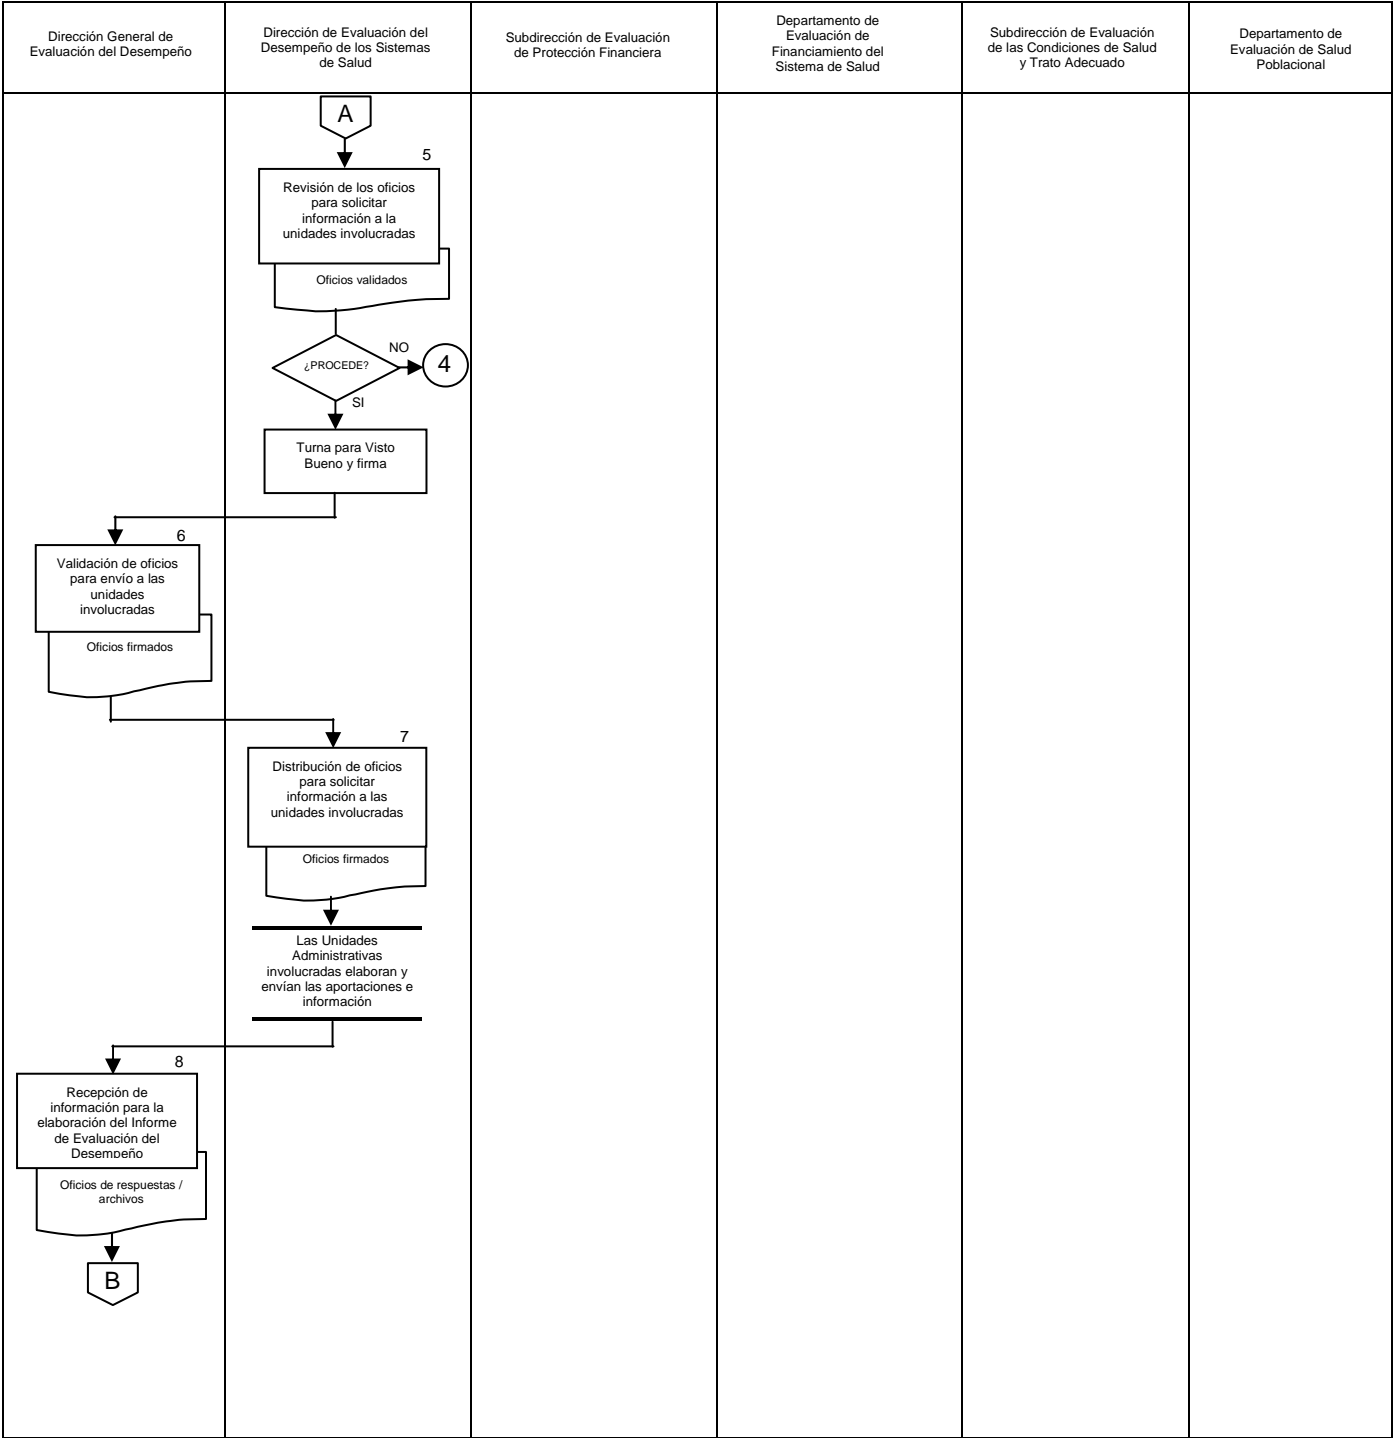 Dirección General de
Evaluación del Desempeño
Dirección de Evaluación del
Desempeño de los Sistemas
de Salud
Subdirección de Evaluación
de Protección Financiera
Departamento de
Evaluación de
Financiamiento del
Sistema de Salud
Subdirección de Evaluación
de las Condiciones de Salud
y Trato Adecuado
Departamento de
Evaluación de Salud
Poblacional
A
5
Revisión de los oficios
para solicitar
información a la
unidades involucradas
Oficios validados
¿PROCEDE?
NO
4
SI
Turna para Visto
Bueno y firma
6
Validación de oficios
para envío a las
unidades
involucradas
Oficios firmados
7
Distribución de oficios
para solicitar
información a las
unidades involucradas
Oficios firmados
Las Unidades
Administrativas
involucradas elaboran y
envían las aportaciones e
información
8
Recepción de
información para la
elaboración del Informe
de Evaluación del
Desempeño
Oficios de respuestas /
archivos
B